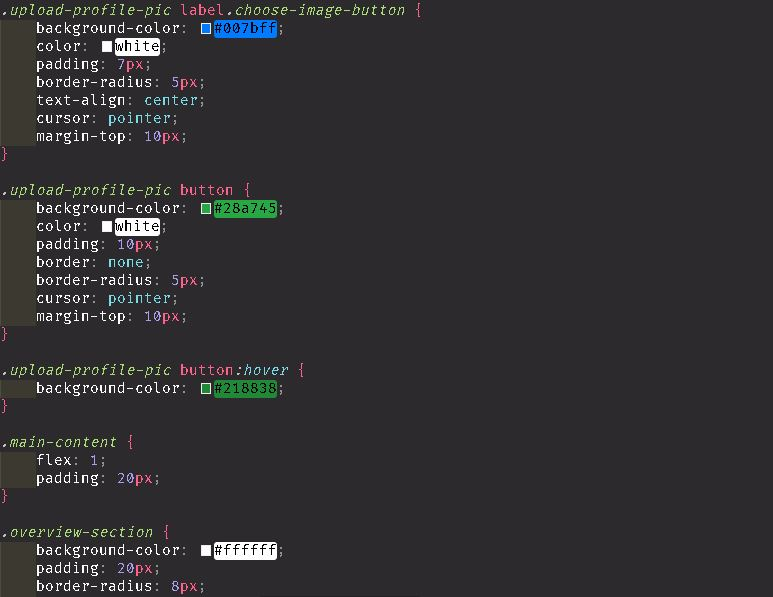 .upload-profile-pic label.choose-image-button {
    background-color: #007bff;
    color: white;
    padding: 7px;
    border-radius: 5px;
    text-align: center;
    cursor: pointer;
    margin-top: 10px;
}

.upload-profile-pic button {
    background-color: #28a745;
    color: white;
    padding: 10px;
    border: none;
    border-radius: 5px;
    cursor: pointer;
    margin-top: 10px;
}

.upload-profile-pic button:hover {
    background-color: #218838;
}

.main-content {
    flex: 1;
    padding: 20px;
}

.overview-section {
    background-color: #ffffff;
    padding: 20px;
    border-radius: 8px;